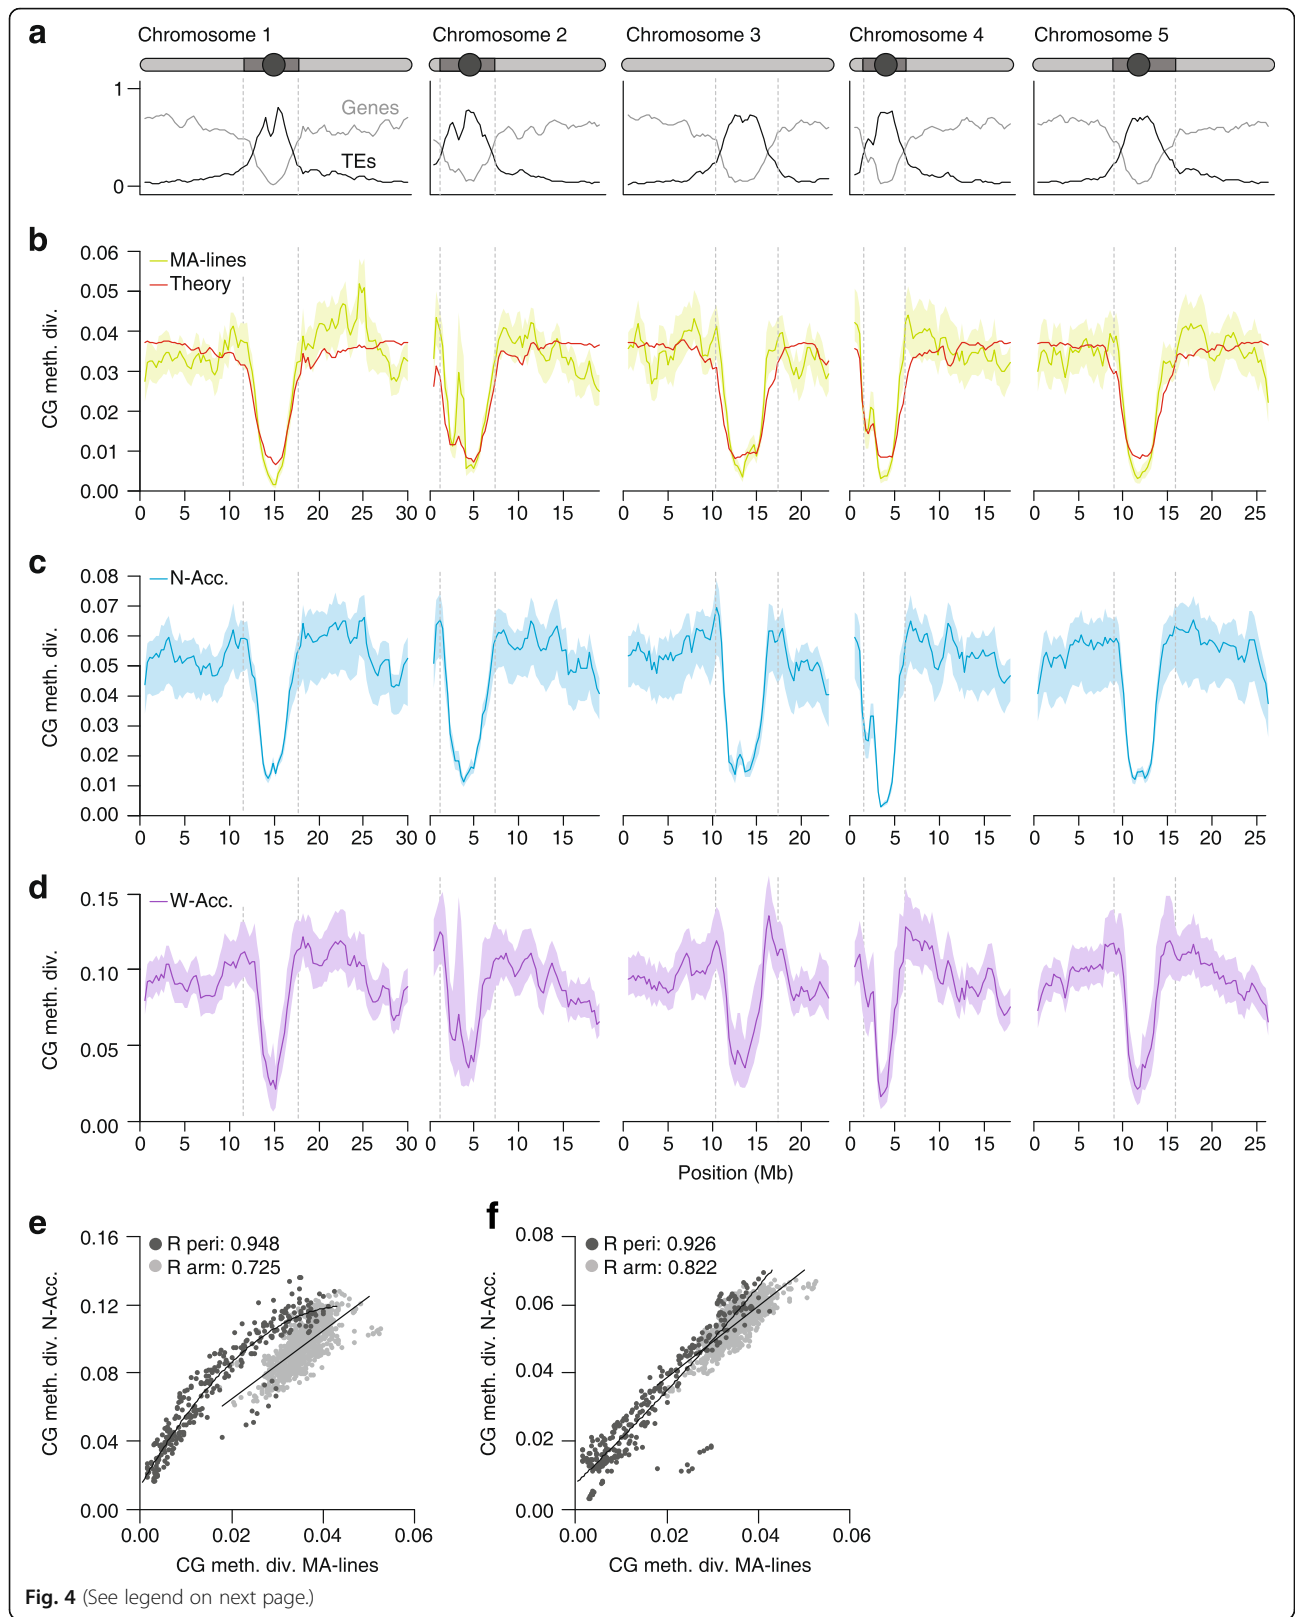 a
Chromosome 1 Chromosome 2 Chromosome 3 Chromosome 4 Chromosome 5
1
Genes
TEs
0
b
0.06
MA-lines
0.05
Theory
0.04
0.03
0.02
0.01
0.00
CG meth. div.
0 5 10 15 20 25 30 0 5 10 15 0 5 10 15 20 0 5 10 15 0 5 10 15 20 25
c
0.08
N-Acc.
0.07
0.06
0.05
0.04
0.03
0.02
0.01
0.00
CG meth. div.
0 5 10 15 20 25 30 0 5 10 15 0 5 10 15 20 0 5 10 15 0 5 10 15 20 25
d
0.15
W-Acc.
0.10
0.05
0.00
CG meth. div.
0 5 10 15 20 25 30 0 5 10 15 0 5 10 15 20 0 5 10 15 0 5 10 15 20 25
Position (Mb)
e
0.16
R peri: 0.948
R arm: 0.725
0.12
0.08
0.04
0.00
CG meth. div. N-Acc.
0.00 0.02 0.04 0.06
CG meth. div. MA-lines
f
0.08
R peri: 0.926
R arm: 0.822
0.06
0.04
0.02
0.00
CG meth. div. N-Acc.
0.00 0.02 0.04 0.06
CG meth. div. MA-lines
Fig. 4 (See legend on next page.)